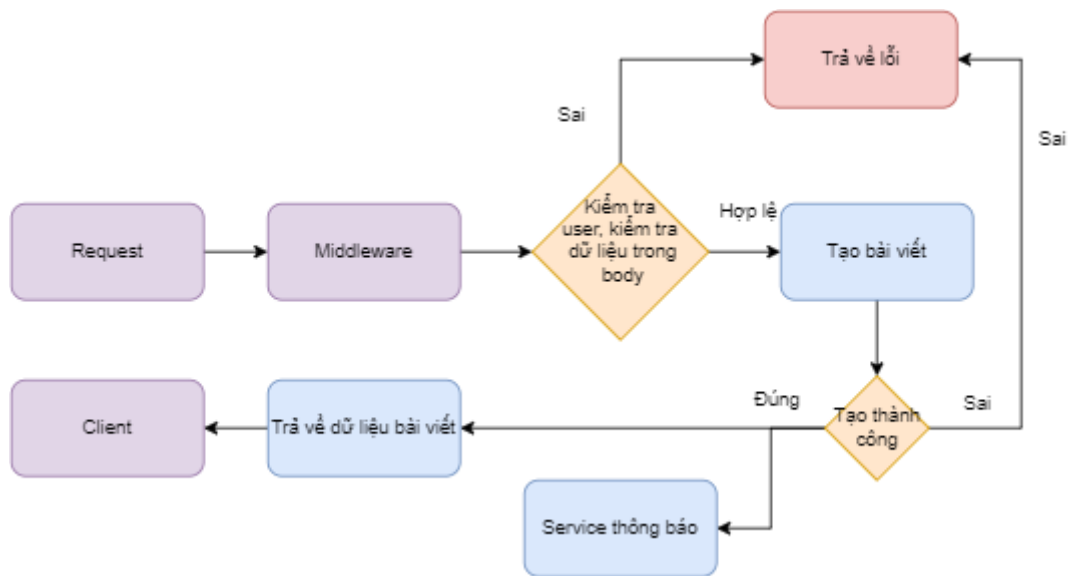 Trả về lỗi
Sai
Sai
Kiểm tra
user, kiểm tra
dữ liệu trong
body
Hợp lệ
Request
Middleware
Tạo bài viết
Client
Trả về dữ liệu bài viết
Đúng
Tạo thành
công
Sai
Service thông báo